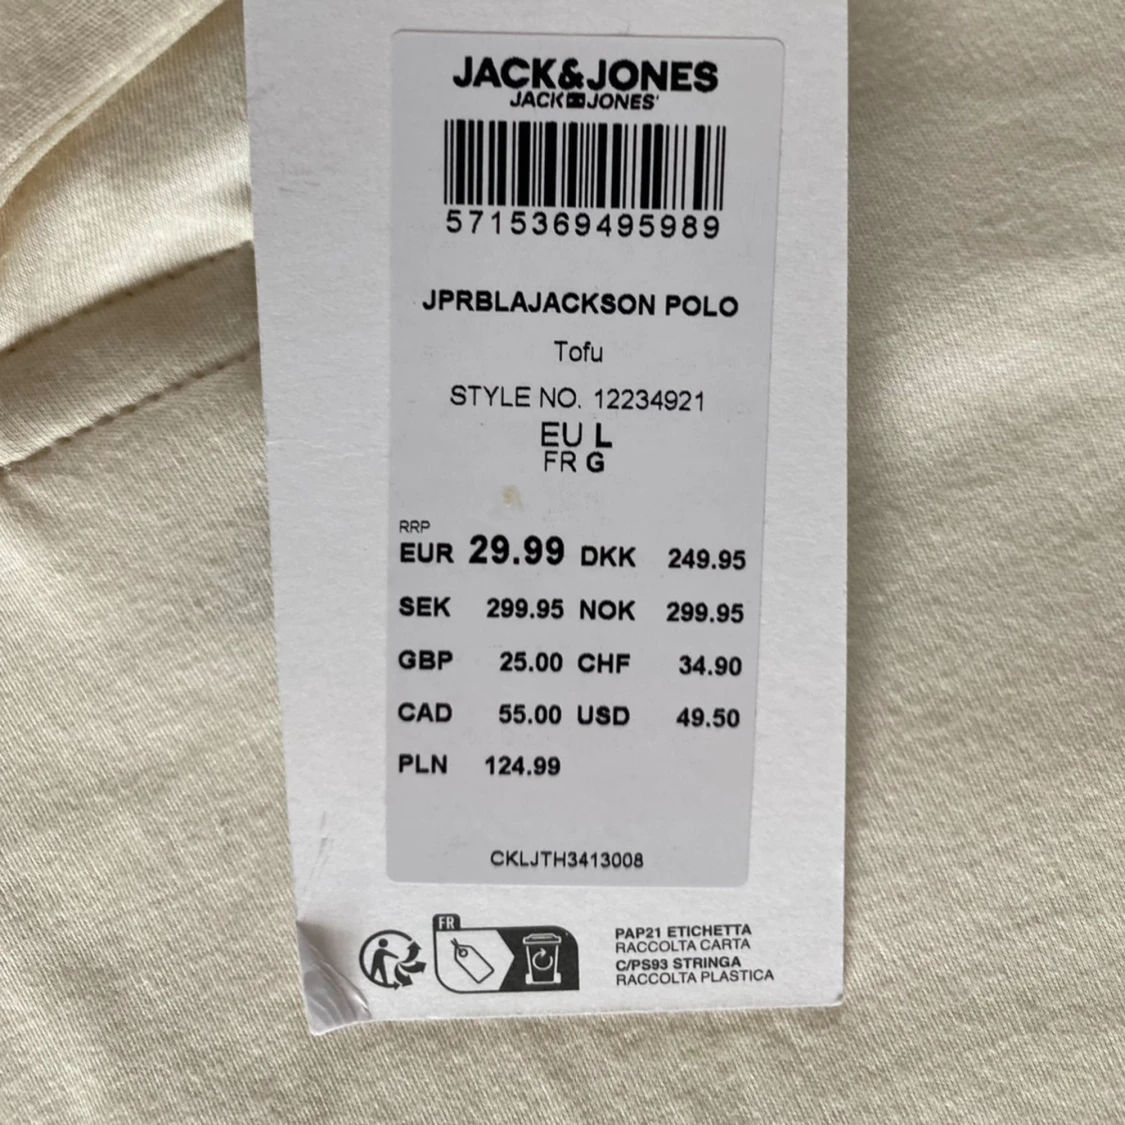 JACK&JONES
JACK JONES
5715369495989
JPRBLAJACKSON POLO
Tofu
STYLE NO. 12234921
EU L
FR G
RRP
EUR 29.99 DKK 249.95
SEK 299.95 NOK 299.95
GBP 25.00 CHF 34.90
CAD 55.00 USD 49.50
PLN 124.99
CKLJTH3413008
FR
PAP21 ETICHETTA
RACCOLTA CARTA
C/PS93 STRINGA
RACCOLTA PLASTICA